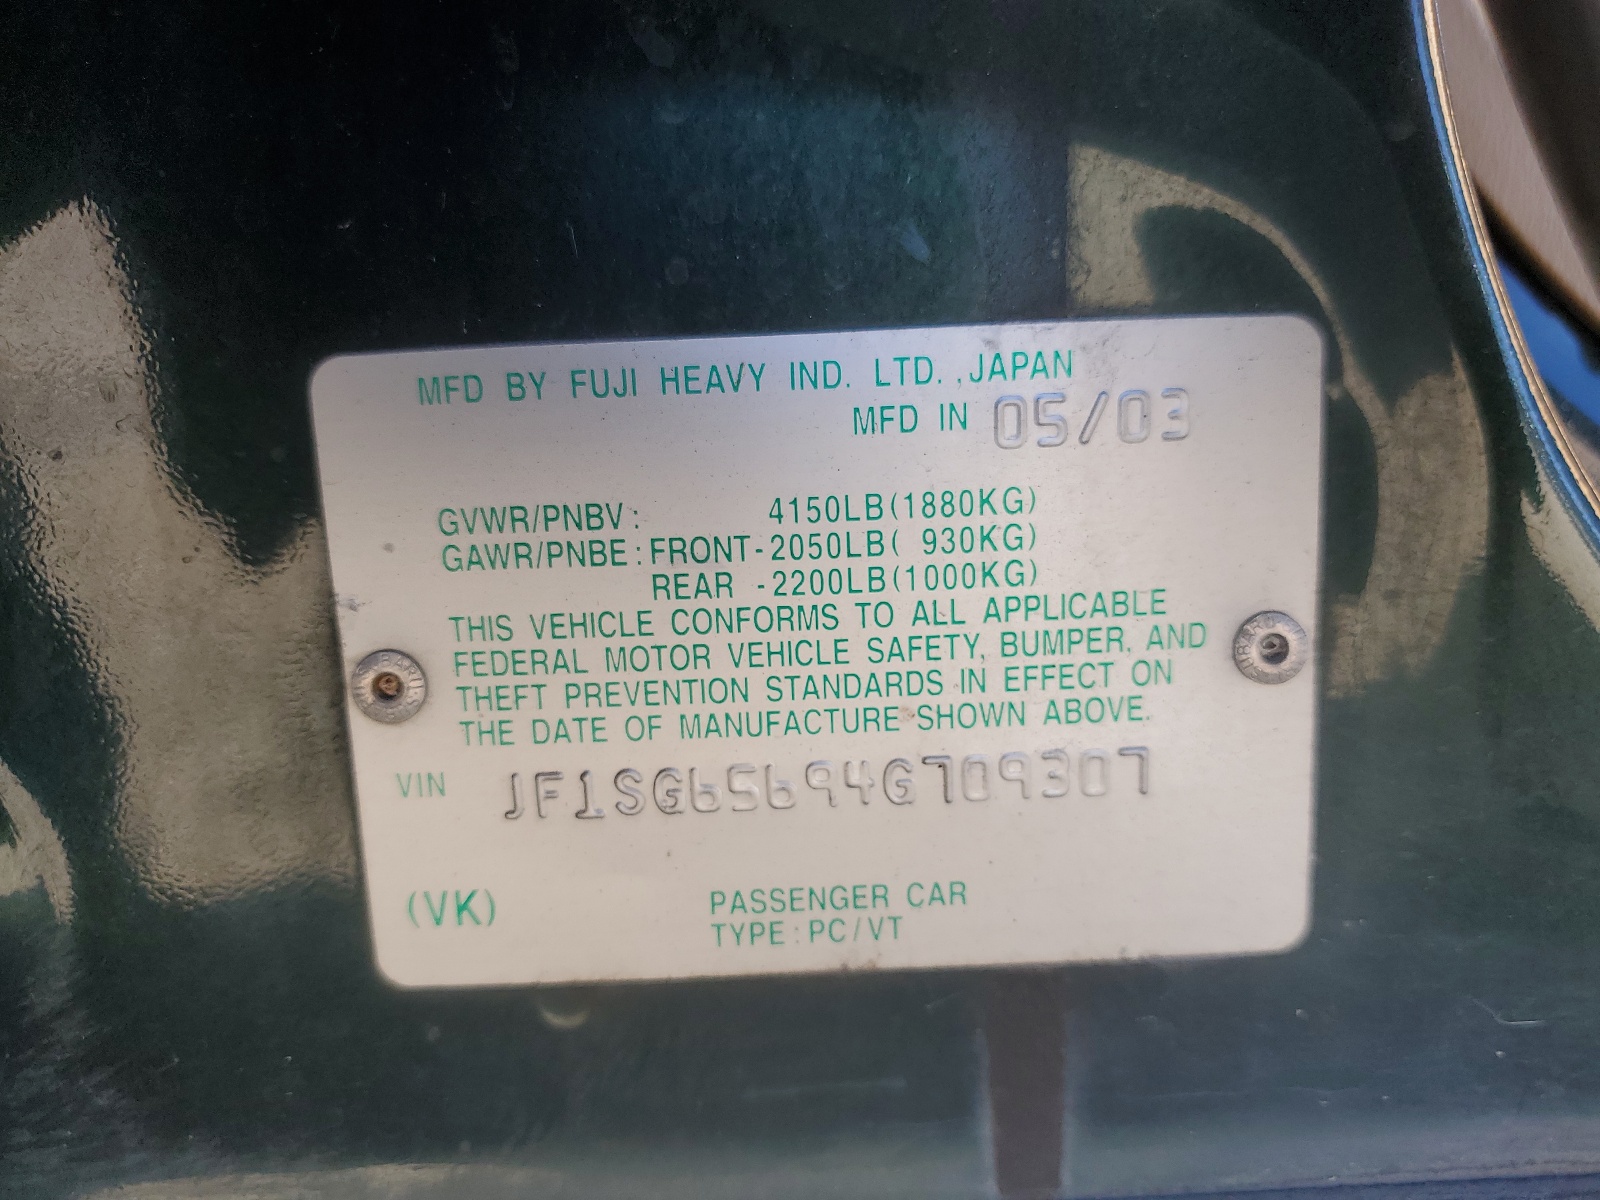 MFD BY FUJI HEAVY IND. LTD. ,JAPAN
MFD IN 05/03
GVWR/PNBV: 4150LB(1880KG)
GAWR/PNBE:FRONT-2050LB( 930KG)
REAR -2200LB(1000KG)
THIS VEHICLE CONFORMS TO ALL APPLICABLE
FEDERAL MOTOR VEHICLE SAFETY, BUMPER, AND
THEFT PREVENTION STANDARDS IN EFFECT ON
THE DATE OF MANUFACTURE SHOWN ABOVE.
VIN JF1SG65694G709307
(VK)
PASSENGER CAR
TYPE:PC/VT